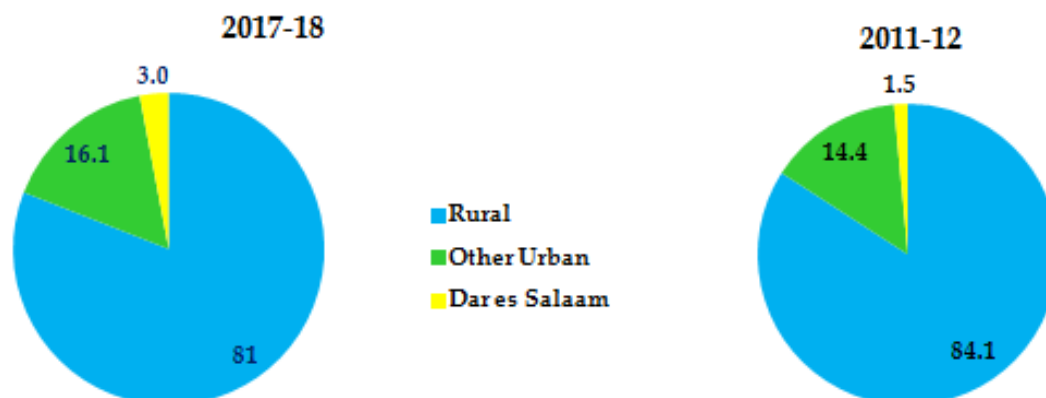 2017-18
3.0
16.1
81
Rural
Other Urban
Dar es Salaam
2011-12
1.5
14.4
84.1